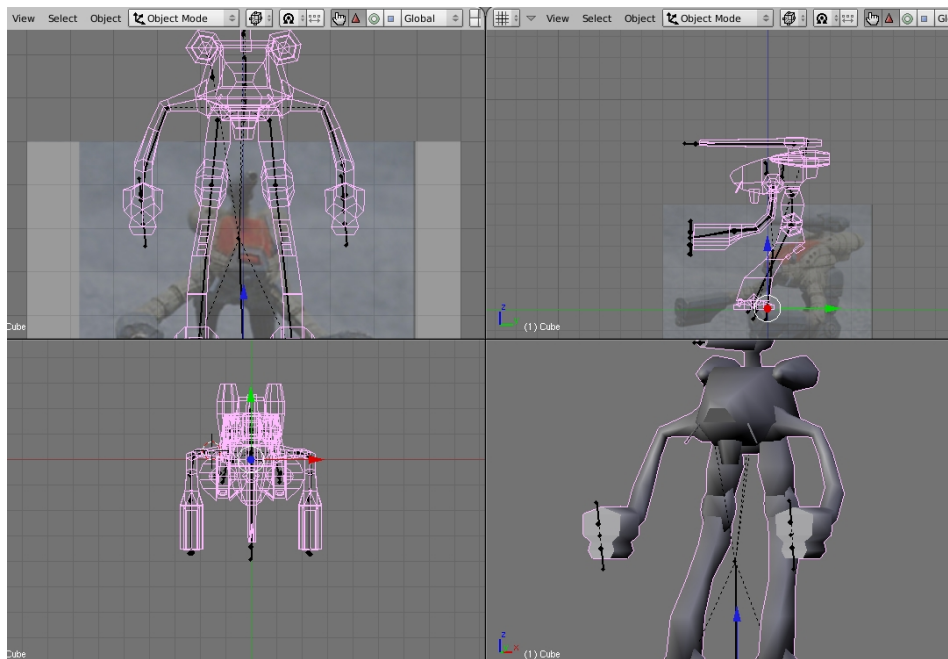 View Select Object Object Mode Global
View Select Object Object Mode Gl
Cube
z
y
(1) Cube
Cube
z
x
(1) Cube